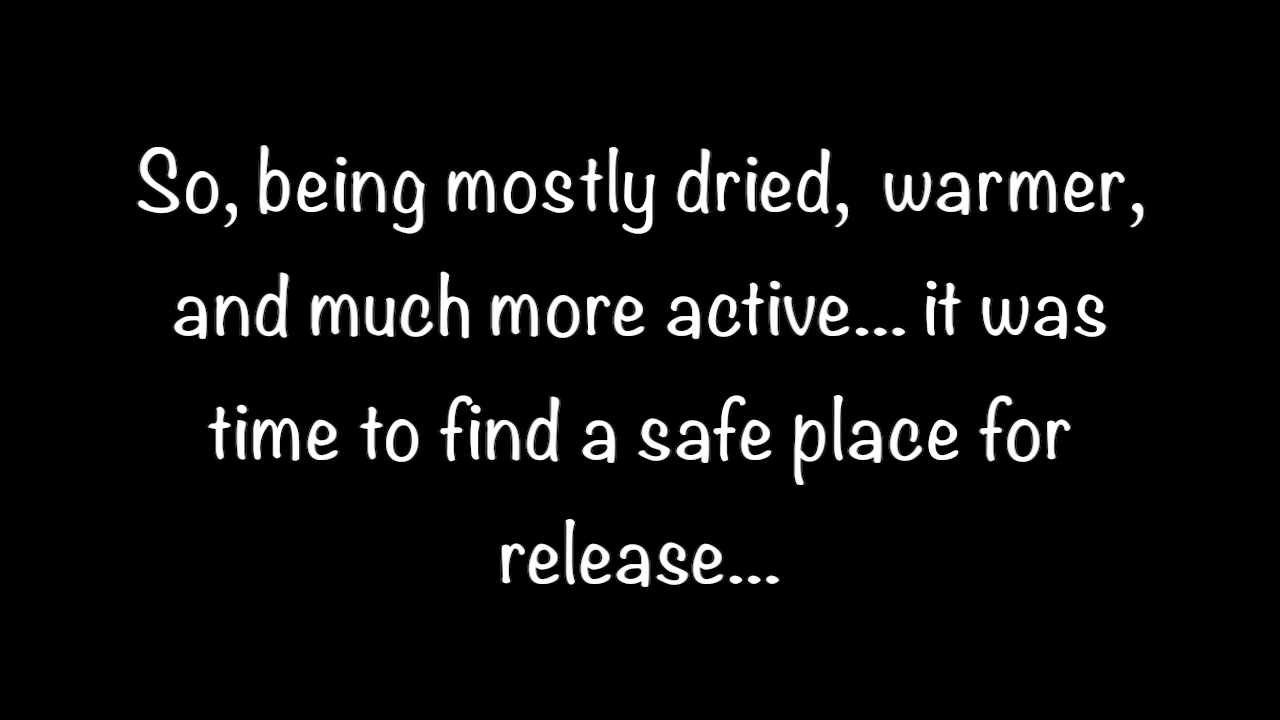 So, being mostly dried,  warmer,
and much more active... it was
time to find a safe place for
release...